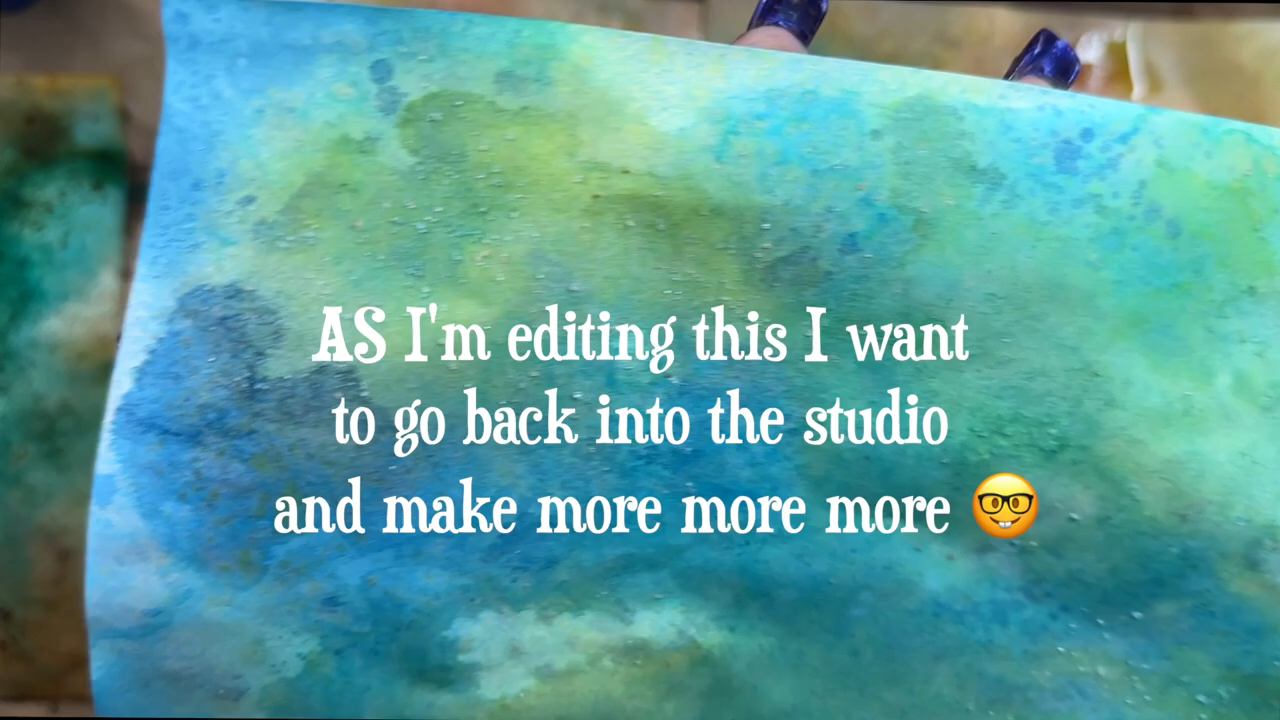 AS I'm editing this I want
to go back into the studio
and make more more more 🤓